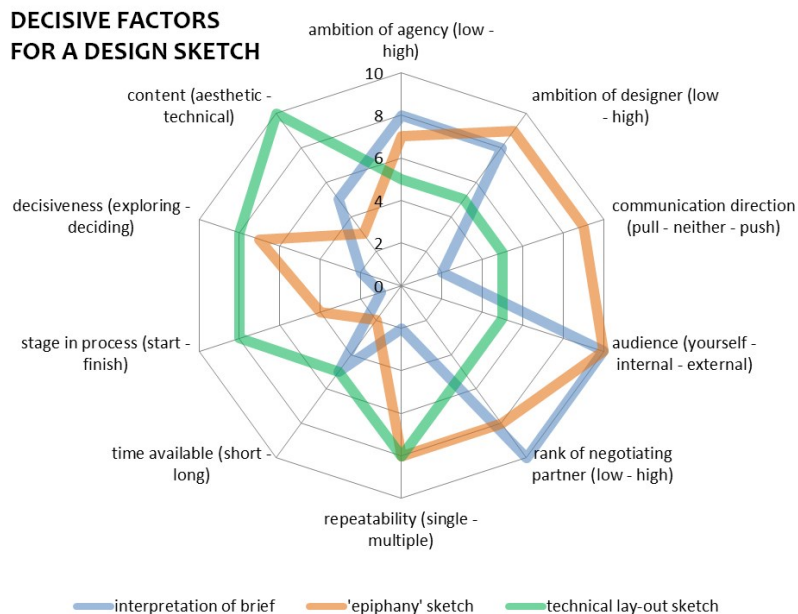 DECISIVE FACTORS
FOR A DESIGN SKETCH
ambition of agency (low -
high)
ambition of designer (low
- high)
communication direction
(pull - neither - push)
audience (yourself -
internal - external)
rank of negotiating
partner (low - high)
repeatability (single -
multiple)
time available (short -
long)
stage in process (start -
finish)
decisiveness (exploring -
deciding)
content (aesthetic -
technical)
10
8
6
4
2
0
interpretation of brief
'epiphany' sketch
technical lay-out sketch